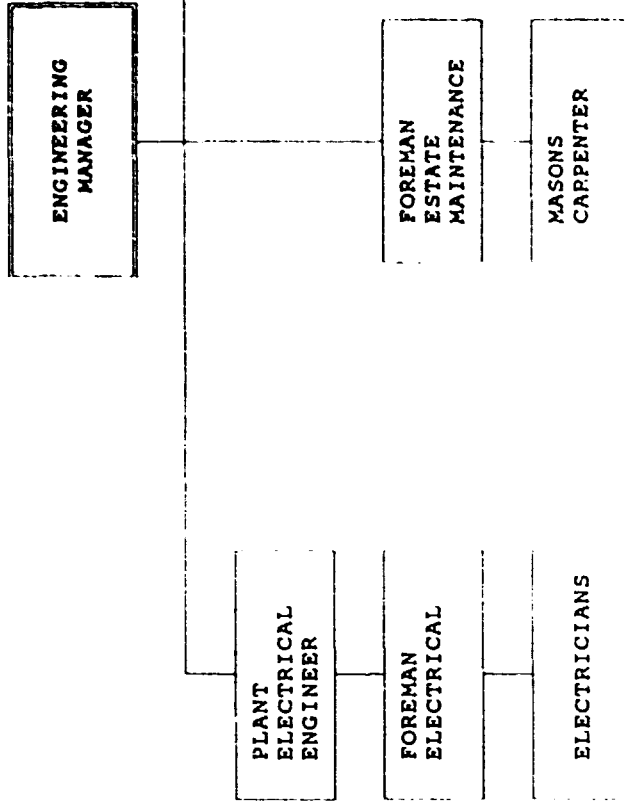 ENGINEERING
MANAGER
PLANT
ELECTRICAL
ENGINEER
FOREMAN
ELECTRICAL
ELECTRICIANS
FOREMAN
ESTATE
MAINTENANCE
MASONS
CARPENTER